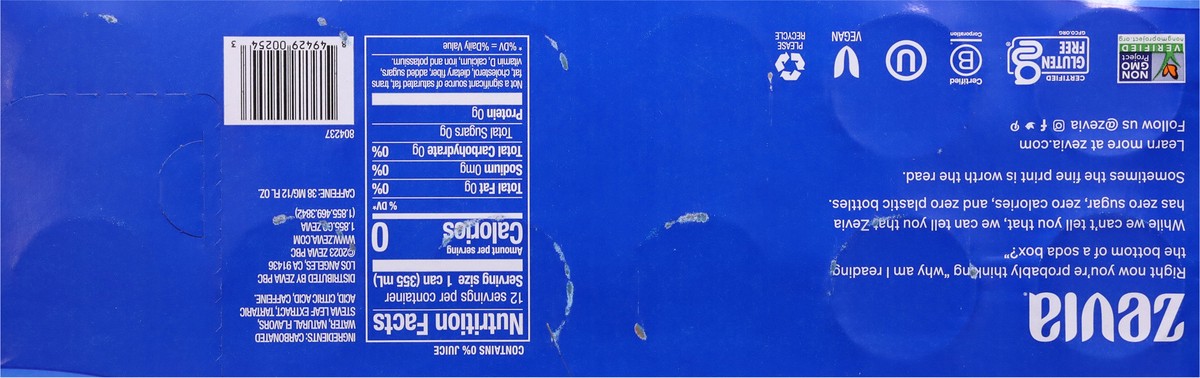 zevia
Right now you're probably thinking "why am I reading
the bottom of a soda box?"
While we can't tell you that, we can tell you that Zevia
has zero sugar, zero calories, and zero plastic bottles.
Sometimes the fine print is worth the read.
Learn more at zevia.com
Follow us @zevia
NON
GMO
Project
VERIFIED
nongmoproject.org
CERTIFIED
GLUTEN
FREE
GFCO.ORG
Certified
B
Corporation
U
VEGAN
PLEASE
RECYCLE
CONTAINS 0% JUICE
Nutrition Facts
12 servings per container
Serving size 1 can (355 mL)
Amount per serving
Calories 0
% DV*
Total Fat 0g 0%
Sodium 0mg 0%
Total Carbohydrate 0g 0%
Total Sugars 0g
Protein 0g
Not a significant source of saturated fat, trans
fat, cholesterol, dietary fiber, added sugars,
vitamin D, calcium, iron and potassium.
* %DV = %Daily Value
INGREDIENTS: CARBONATED
WATER, NATURAL FLAVORS,
STEVIA LEAF EXTRACT, TARTARIC
ACID, CITRIC ACID, CAFFEINE.
DISTRIBUTED BY ZEVIA PBC
LOS ANGELES, CA 91436
©2023 ZEVIA PBC
WWW.ZEVIA.COM
1.855.GO.ZEVIA
(1.855.469.3842)
CAFFEINE: 38 MG/12 FL OZ.
804237
8 49429 00254 3